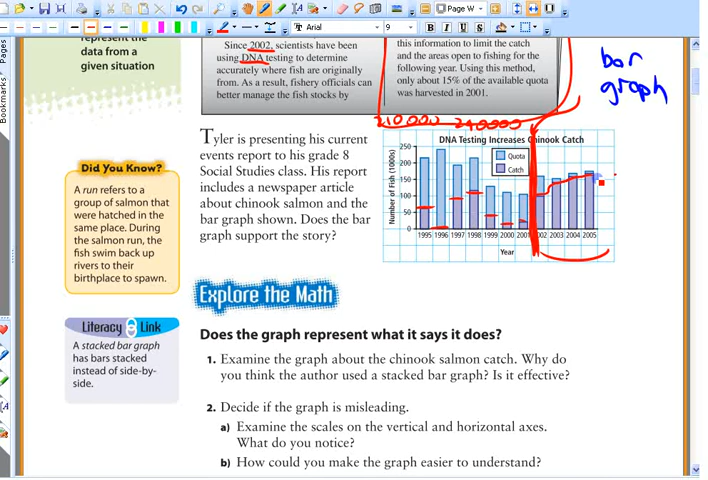 Page W
Arial
9
B I U S
Bookmarks
Pages
represent the
data from a
given situation
Since 2002, scientists have been
using DNA testing to determine
accurately where fish are originally
from. As a result, fishery officials can
better manage the fish stocks by
this information to limit the catch
and the areas open to fishing for the
following year. Using this method,
only about 15% of the available quota
was harvested in 2001.
bar
graph
210000 240000
Tyler is presenting his current
events report to his grade 8
Social Studies class. His report
includes a newspaper article
about chinook salmon and the
bar graph shown. Does the bar
graph support the story?
DNA Testing Increases Chinook Catch
Number of Fish (1000s)
250
200
150
100
50
0
Quota
Catch
1995 1996 1997 1998 1999 2000 2001 2002 2003 2004 2005
Year
Did You Know?
A run refers to a
group of salmon that
were hatched in the
same place. During
the salmon run, the
fish swim back up
rivers to their
birthplace to spawn.
Explore the Math
Literacy Link
A stacked bar graph
has bars stacked
instead of side-by-
side.
Does the graph represent what it says it does?
1. Examine the graph about the chinook salmon catch. Why do
you think the author used a stacked bar graph? Is it effective?
2. Decide if the graph is misleading.
a) Examine the scales on the vertical and horizontal axes.
What do you notice?
b) How could you make the graph easier to understand?